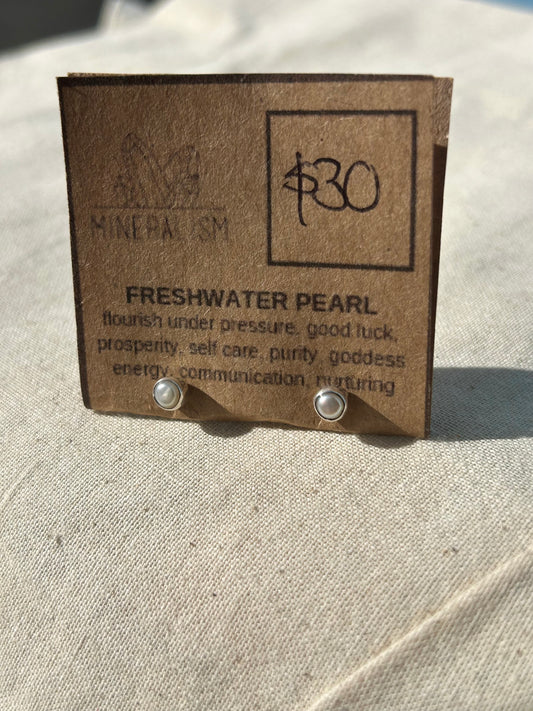 MINERALISM
$30
FRESHWATER PEARL
flourish under pressure, good luck,
prosperity, self care, purity, goddess
energy, communication, nurturing